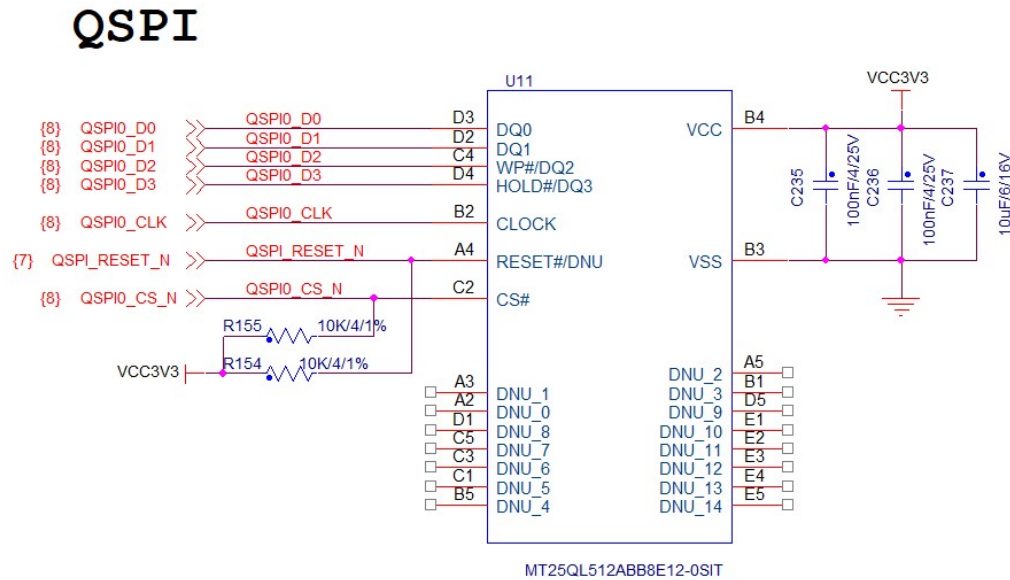 QSPI
U11
VCC3V3
{8} QSPI0_D0 QSPI0_D0 D3 DQ0 VCC B4
{8} QSPI0_D1 QSPI0_D1 D2 DQ1
{8} QSPI0_D2 QSPI0_D2 C4 WP#/DQ2
{8} QSPI0_D3 QSPI0_D3 D4 HOLD#/DQ3
C235 100nF/4/25V C236 100nF/4/25V C237 10uF/6/16V
{8} QSPI0_CLK QSPI0_CLK B2 CLOCK
{7} QSPI_RESET_N QSPI_RESET_N A4 RESET#/DNU VSS B3
{8} QSPI0_CS_N QSPI0_CS_N C2 CS#
R155 10K/4/1%
VCC3V3 R154 10K/4/1%
DNU_2 A5
A3 DNU_1 DNU_3 B1
A2 DNU_0 DNU_9 D5
D1 DNU_8 DNU_10 E1
C5 DNU_7 DNU_11 E2
C3 DNU_6 DNU_12 E3
C1 DNU_5 DNU_13 E4
B5 DNU_4 DNU_14 E5
MT25QL512ABB8E12-0SIT